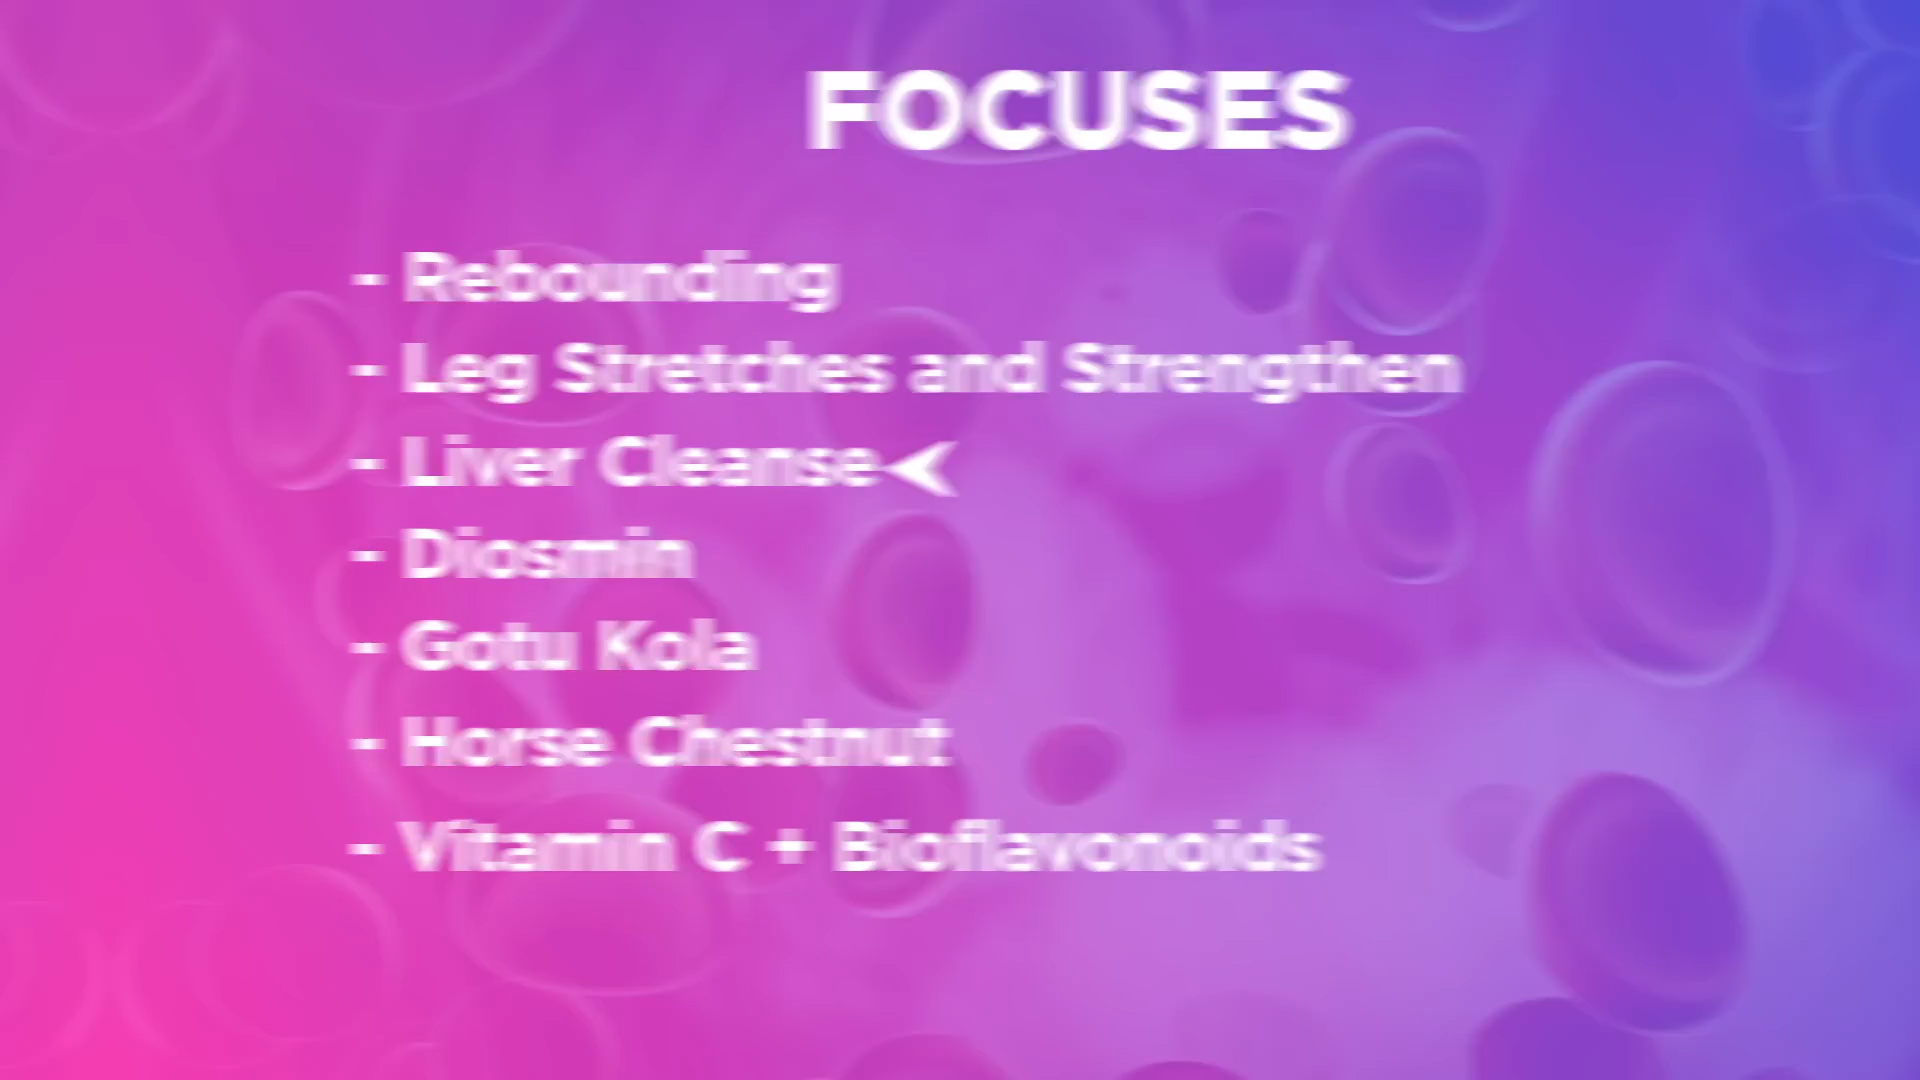 FOCUSES
- Rebounding
- Leg Stretches and Strengthen
- Liver Cleanse
- Diosmin
- Gotu Kola
- Horse Chestnut
- Vitamin C + Bioflavonoids